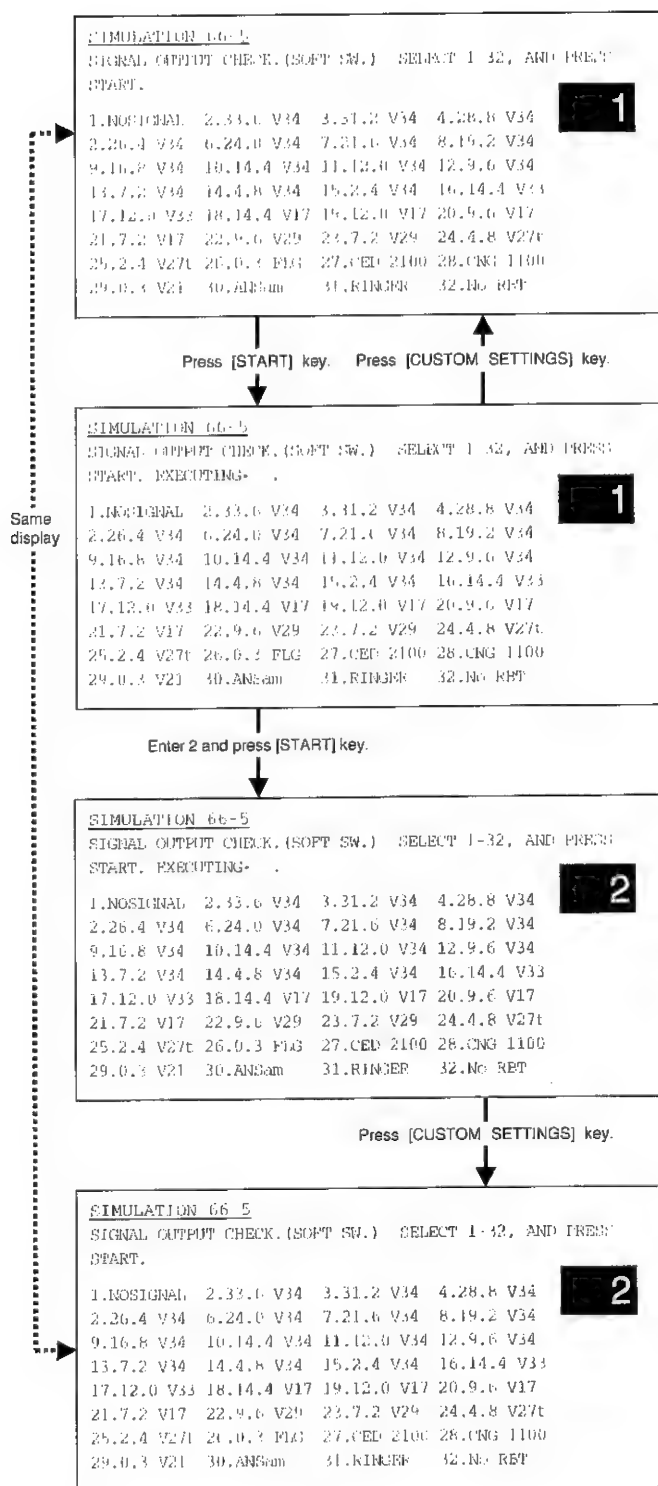 SIMULATION 66-5
SIGNAL OUTPUT CHECK.(SOFT SW.) SELECT 1-32, AND PRESS
START.
1
1.NOSIGNAL 2.33.6 V34 3.31.2 V34 4.28.8 V34
2.26.4 V34 6.24.0 V34 7.21.6 V34 8.19.2 V34
9.16.8 V34 10.14.4 V34 11.12.0 V34 12.9.6 V34
13.7.2 V34 14.4.8 V34 15.2.4 V34 16.14.4 V33
17.12.0 V33 18.14.4 V17 19.12.0 V17 20.9.6 V17
21.7.2 V17 22.9.6 V29 23.7.2 V29 24.4.8 V27t
25.2.4 V27t 26.0.3 FLG 27.CED 2100 28.CNG 1100
29.0.3 V21 30.ANSam 31.RINGER 32.No RBT
Press [START] key. Press [CUSTOM SETTINGS] key.
SIMULATION 66-5
SIGNAL OUTPUT CHECK.(SOFT SW.) SELECT 1-32, AND PRESS
START. EXECUTING- .
1
1.NOSIGNAL 2.33.6 V34 3.31.2 V34 4.28.8 V34
Same
display
2.26.4 V34 6.24.0 V34 7.21.6 V34 8.19.2 V34
9.16.8 V34 10.14.4 V34 11.12.0 V34 12.9.6 V34
13.7.2 V34 14.4.8 V34 15.2.4 V34 16.14.4 V33
17.12.0 V33 18.14.4 V17 19.12.0 V17 20.9.6 V17
21.7.2 V17 22.9.6 V29 23.7.2 V29 24.4.8 V27t
25.2.4 V27t 26.0.3 FLG 27.CED 2100 28.CNG 1100
29.0.3 V21 30.ANSam 31.RINGER 32.No RBT
Enter 2 and press [START] key.
SIMULATION 66-5
SIGNAL OUTPUT CHECK.(SOFT SW.) SELECT 1-32, AND PRESS
START. EXECUTING- .
2
1.NOSIGNAL 2.33.6 V34 3.31.2 V34 4.28.8 V34
2.26.4 V34 6.24.0 V34 7.21.6 V34 8.19.2 V34
9.16.8 V34 10.14.4 V34 11.12.0 V34 12.9.6 V34
13.7.2 V34 14.4.8 V34 15.2.4 V34 16.14.4 V33
17.12.0 V33 18.14.4 V17 19.12.0 V17 20.9.6 V17
21.7.2 V17 22.9.6 V29 23.7.2 V29 24.4.8 V27t
25.2.4 V27t 26.0.3 FLG 27.CED 2100 28.CNG 1100
29.0.3 V21 30.ANSam 31.RINGER 32.No RBT
Press [CUSTOM SETTINGS] key.
SIMULATION 66-5
SIGNAL OUTPUT CHECK.(SOFT SW.) SELECT 1-32, AND PRESS
START.
2
1.NOSIGNAL 2.33.6 V34 3.31.2 V34 4.28.8 V34
2.26.4 V34 6.24.0 V34 7.21.6 V34 8.19.2 V34
9.16.8 V34 10.14.4 V34 11.12.0 V34 12.9.6 V34
13.7.2 V34 14.4.8 V34 15.2.4 V34 16.14.4 V33
17.12.0 V33 18.14.4 V17 19.12.0 V17 20.9.6 V17
21.7.2 V17 22.9.6 V29 23.7.2 V29 24.4.8 V27t
25.2.4 V27t 26.0.3 FLG 27.CED 2100 28.CNG 1100
29.0.3 V21 30.ANSam 31.RINGER 32.No RBT